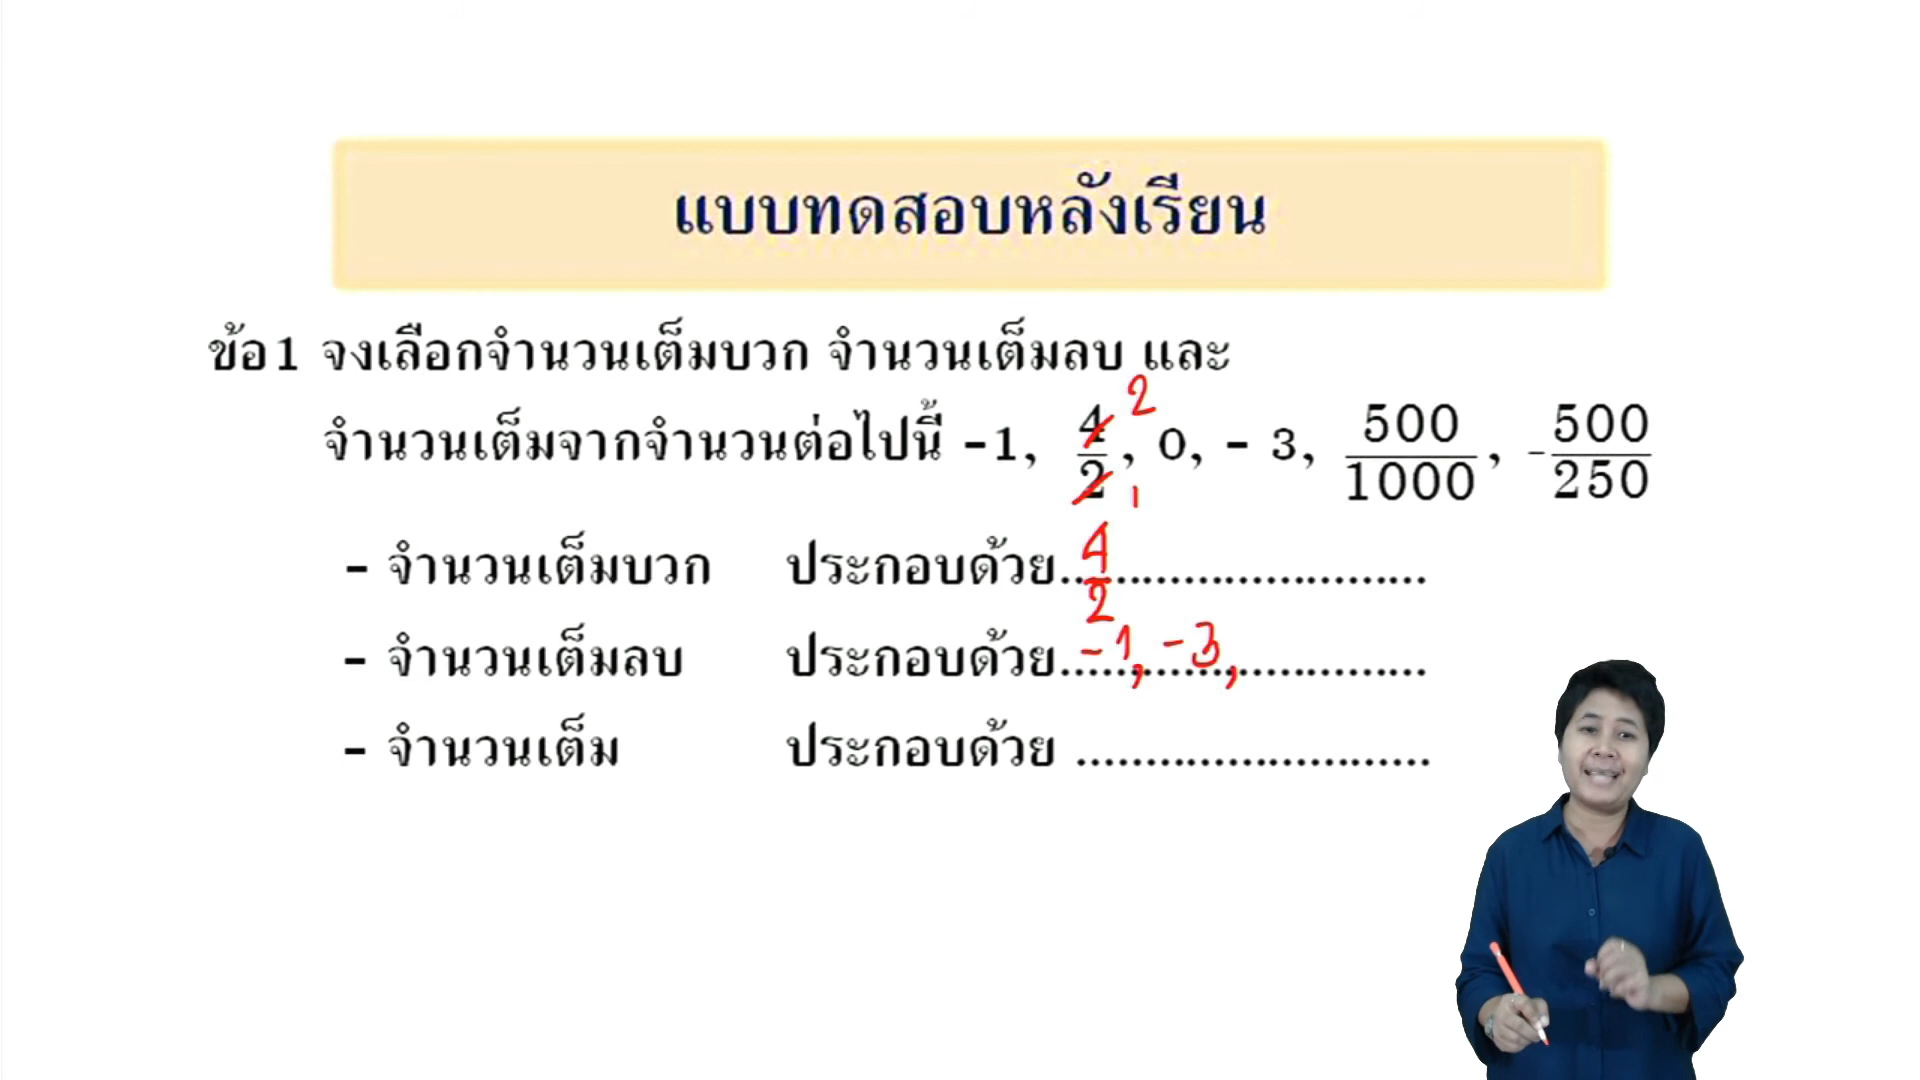 แบบทดสอบหลังเรียน
ข้อ1 จงเลือกจำนวนเต็มบวก จำนวนเต็มลบ และ
จำนวนเต็มจากจำนวนต่อไปนี้ -1, 4/2, 0, - 3, 500/1000, -500/250
2
1
- จำนวนเต็มบวก ประกอบด้วย..4/2.......................
- จำนวนเต็มลบ ประกอบด้วย..-1, -3,..............
- จำนวนเต็ม ประกอบด้วย ..........................